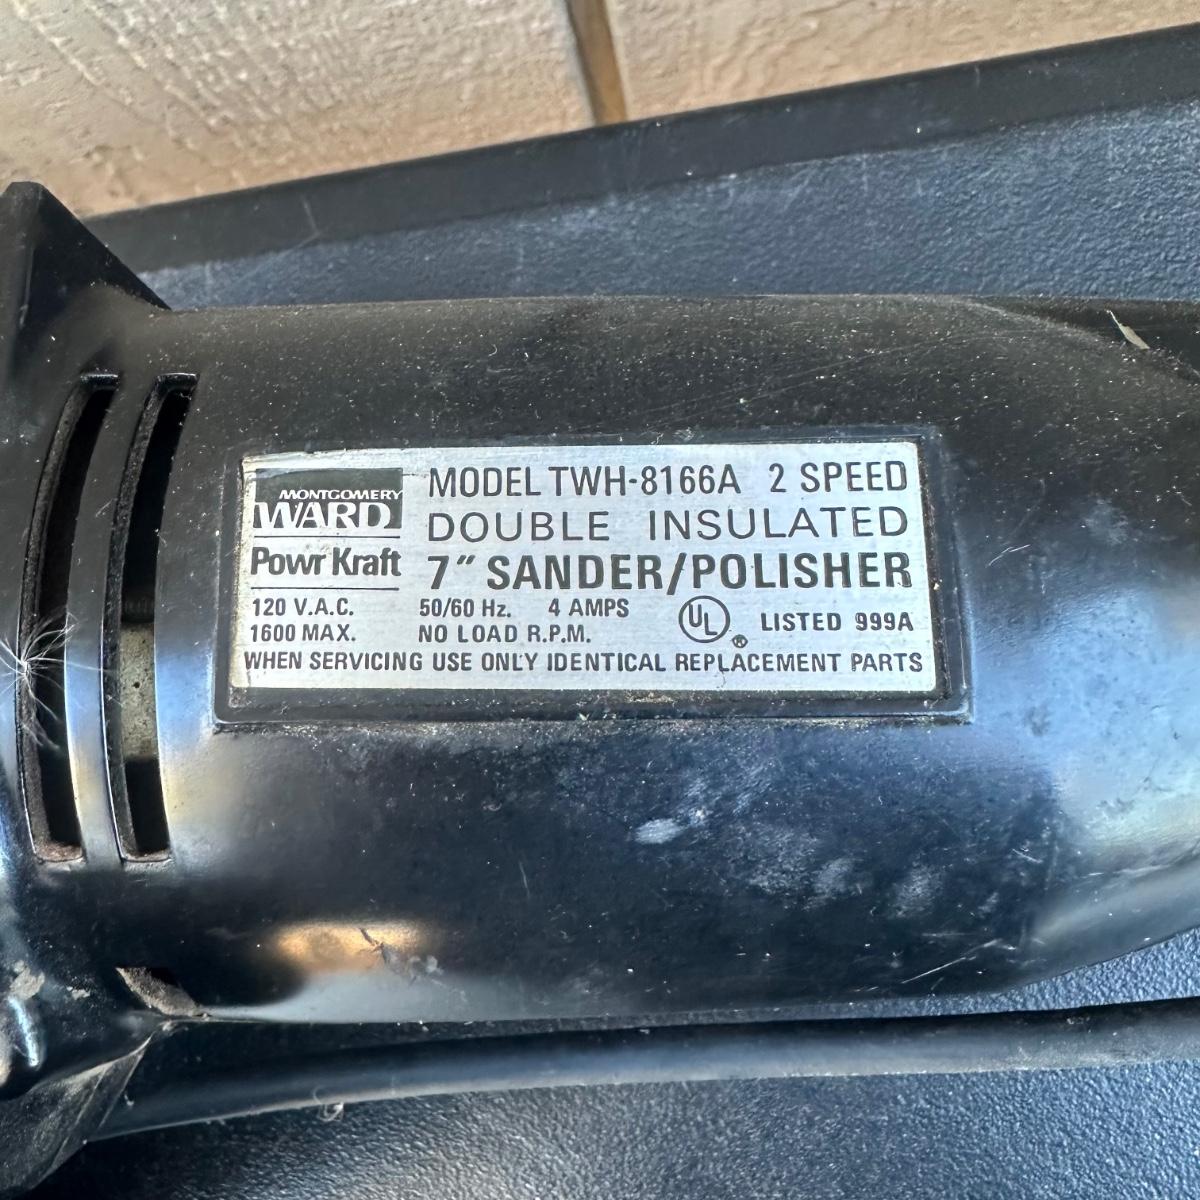 MONTGOMERY
WARD
Powr Kraft
MODEL TWH-8166A 2 SPEED
DOUBLE INSULATED
7" SANDER/POLISHER
120 V.A.C. 50/60 Hz. 4 AMPS
1600 MAX. NO LOAD R.P.M.
UL ® LISTED 999A
WHEN SERVICING USE ONLY IDENTICAL REPLACEMENT PARTS